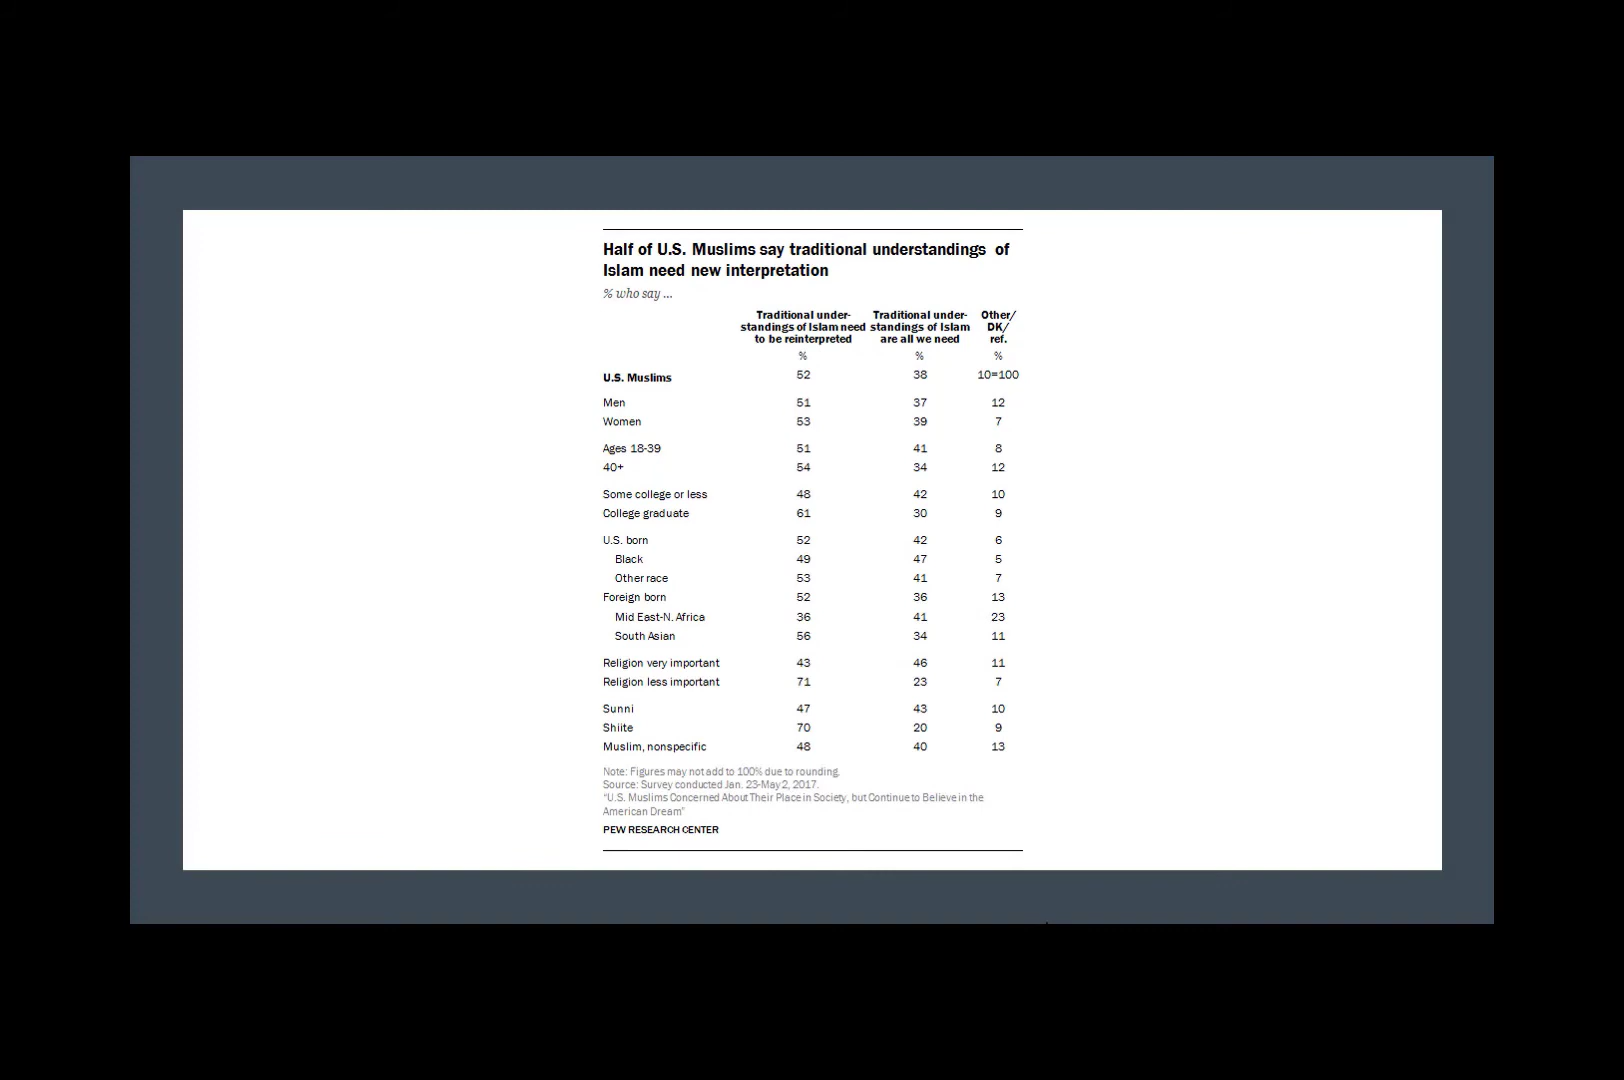 Half of U.S. Muslims say traditional understandings of
Islam need new interpretation
% who say ...
Traditional under-
standings of Islam need
to be reinterpreted
Traditional under-
standings of Islam
are all we need
Other/
DK/
ref.
% % %
U.S. Muslims 52 38 10=100
Men 51 37 12
Women 53 39 7
Ages 18-39 51 41 8
40+ 54 34 12
Some college or less 48 42 10
College graduate 61 30 9
U.S. born 52 42 6
Black 49 47 5
Other race 53 41 7
Foreign born 52 36 13
Mid East-N. Africa 36 41 23
South Asian 56 34 11
Religion very important 43 46 11
Religion less important 71 23 7
Sunni 47 43 10
Shiite 70 20 9
Muslim, nonspecific 48 40 13
Note: Figures may not add to 100% due to rounding.
Source: Survey conducted Jan. 23-May 2, 2017.
“U.S. Muslims Concerned About Their Place in Society, but Continue to Believe in the
American Dream”
PEW RESEARCH CENTER